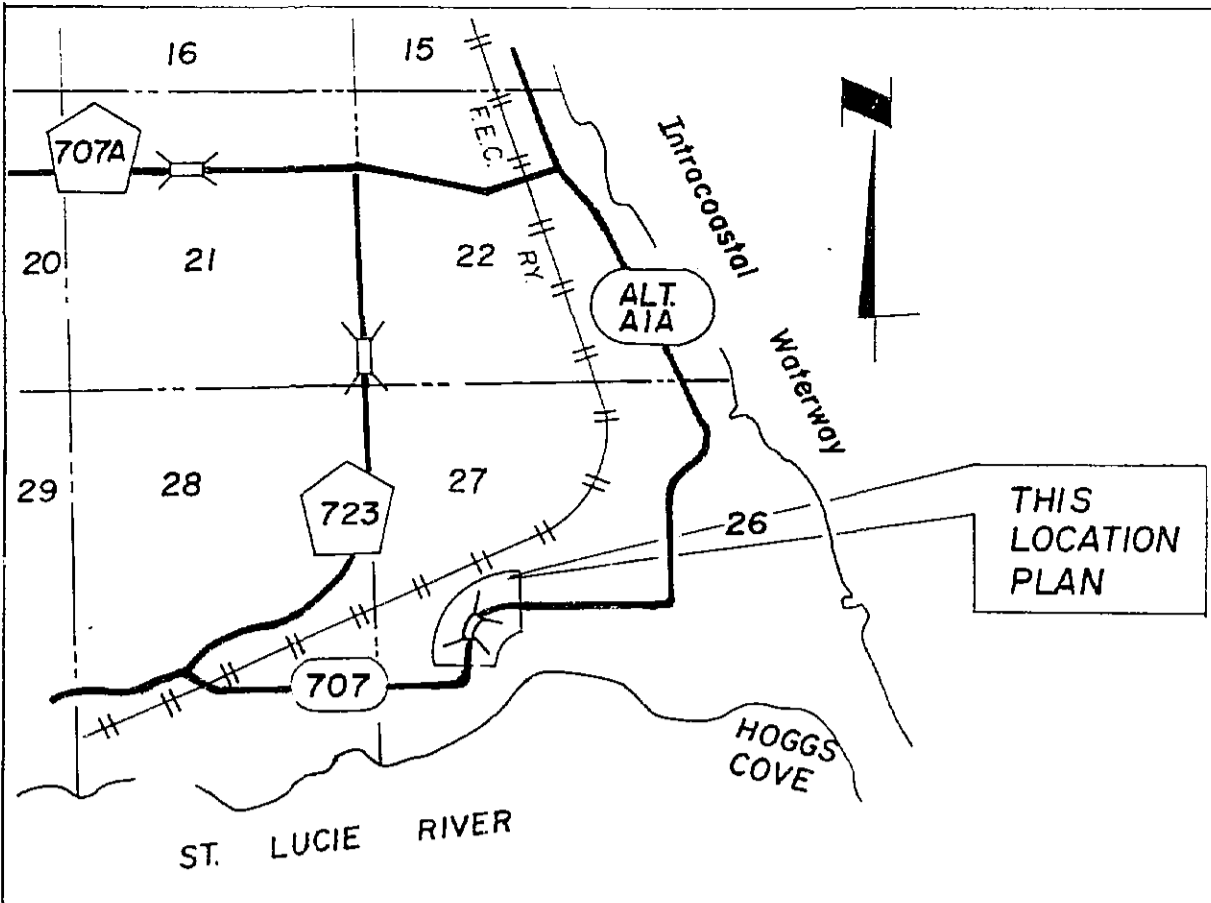 16
15
F.E.C.
RY.
707A
Intracoastal
Waterway
20
21
22
ALT.
A1A
29
28
27
723
26
THIS
LOCATION
PLAN
707
HOGGS
COVE
ST. LUCIE RIVER